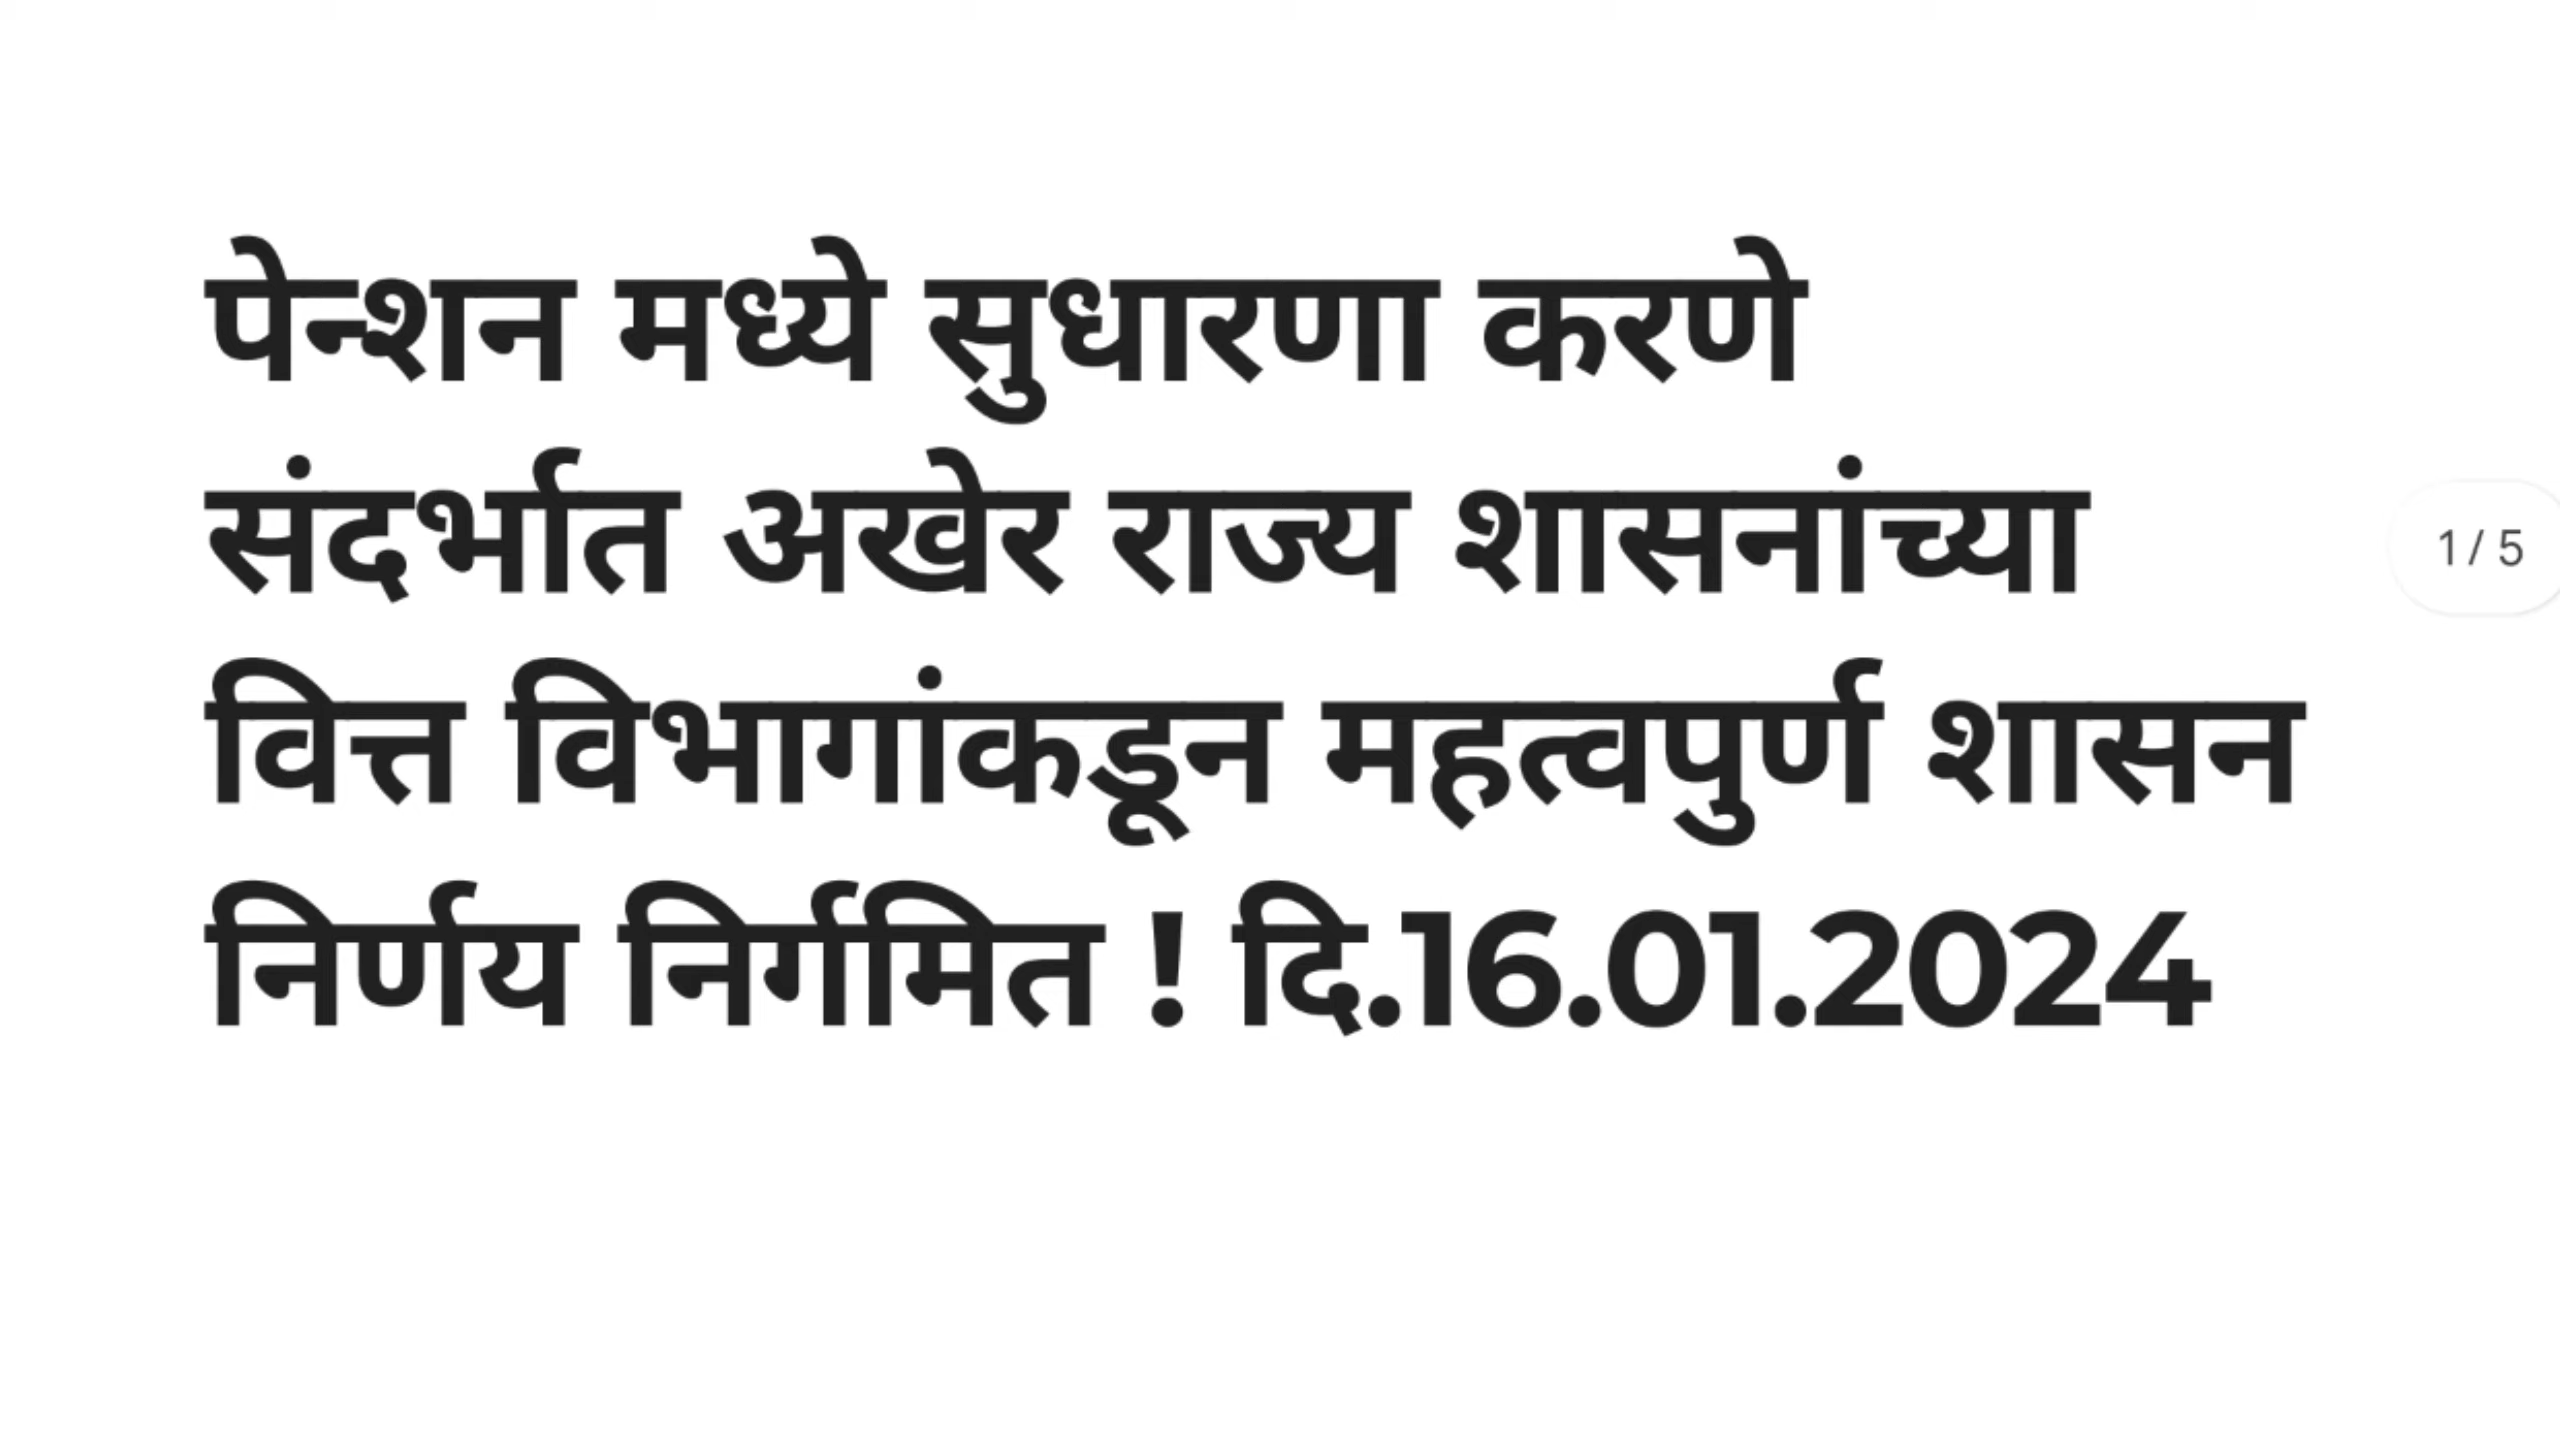 पेन्शन मध्ये सुधारणा करणे
संदर्भात अखेर राज्य शासनांच्या
वित्त विभागांकडून महत्वपुर्ण शासन
निर्णय निर्गमित ! दि.16.01.2024
1/ 5